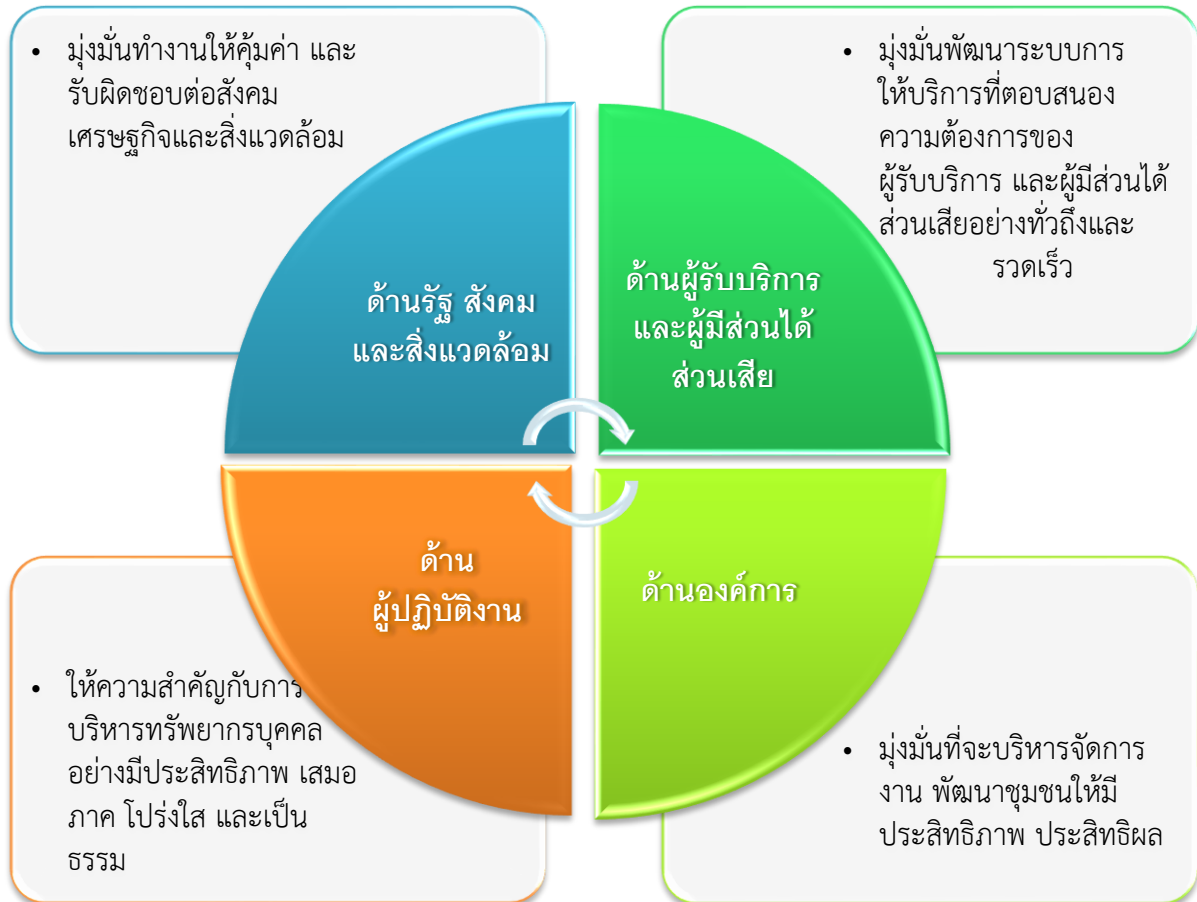 • มุ่งมั่นทำงานให้คุ้มค่า และ
รับผิดชอบต่อสังคม
เศรษฐกิจและสิ่งแวดล้อม
• มุ่งมั่นพัฒนาระบบการ
ให้บริการที่ตอบสนอง
ความต้องการของ
ผู้รับบริการ และผู้มีส่วนได้
ส่วนเสียอย่างทั่วถึงและ
รวดเร็ว
ด้านรัฐ สังคม
และสิ่งแวดล้อม
ด้านผู้รับบริการ
และผู้มีส่วนได้
ส่วนเสีย
ด้าน
ผู้ปฏิบัติงาน
ด้านองค์การ
• ให้ความสำคัญกับการ
บริหารทรัพยากรบุคคล
อย่างมีประสิทธิภาพ เสมอ
ภาค โปร่งใส และเป็น
ธรรม
• มุ่งมั่นที่จะบริหารจัดการ
งาน พัฒนาชุมชนให้มี
ประสิทธิภาพ ประสิทธิผล